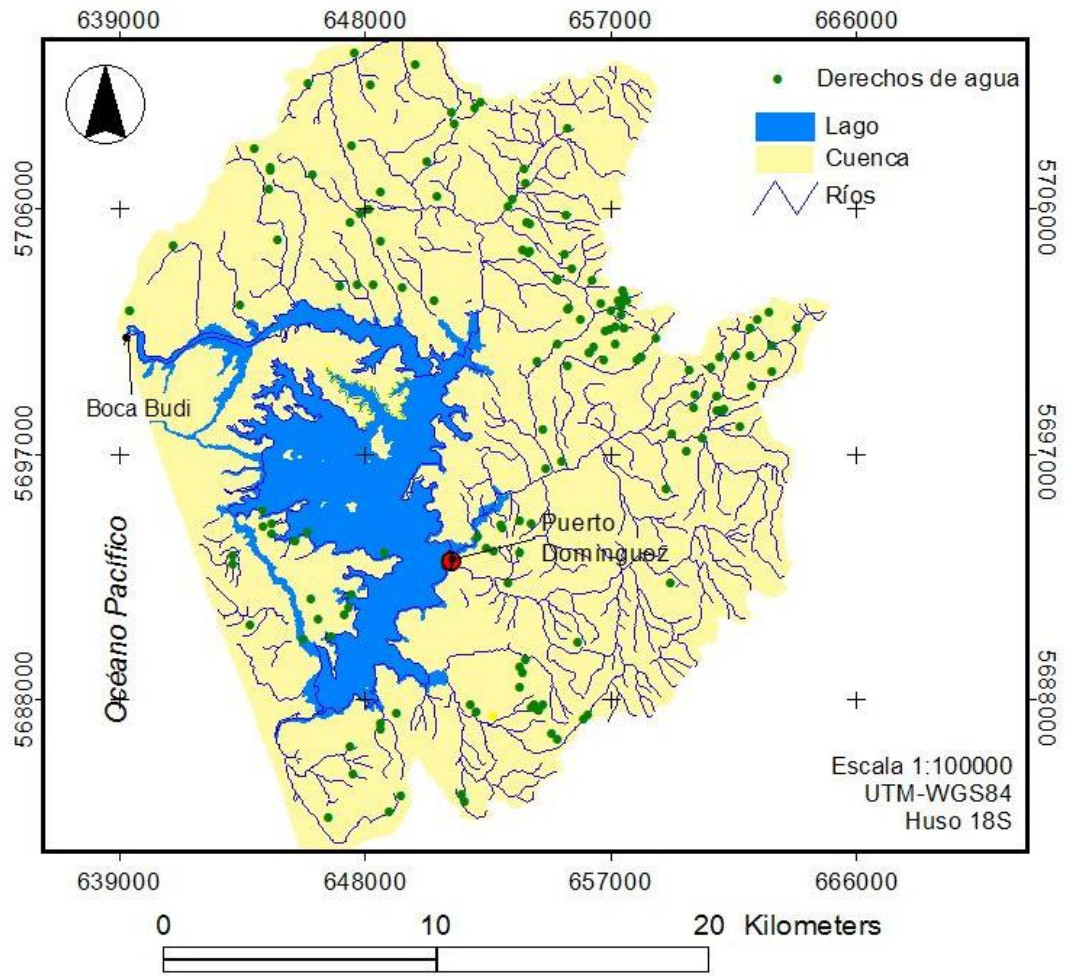 639000 648000 657000 666000
Derechos de agua
Lago
Cuenca
Ríos
5706000 5706000
Boca Budi
5697000 5697000
Puerto
Domínguez
Océano Pacífico
5688000 5688000
Escala 1:100000
UTM-WGS84
Huso 18S
639000 648000 657000 666000
0 10 20 Kilometers